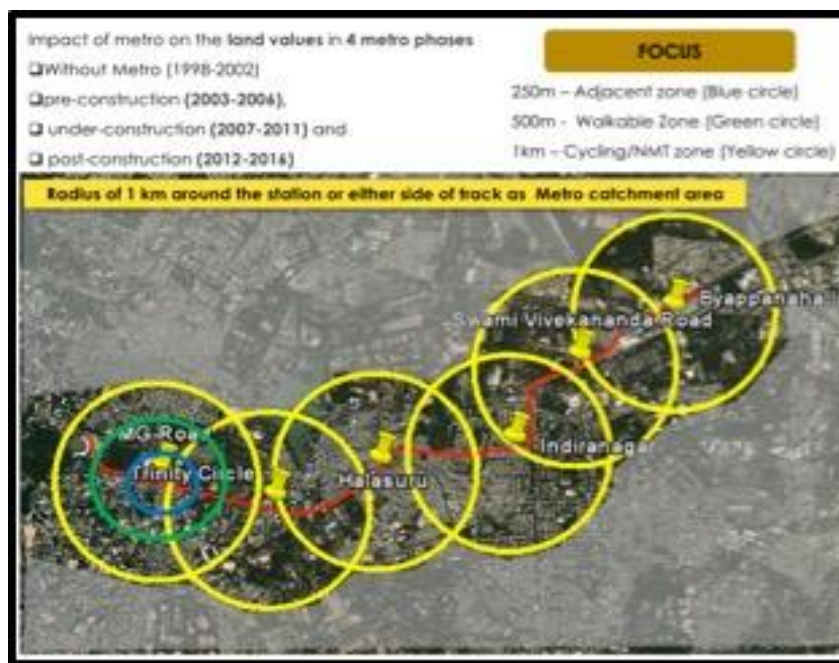 Impact of metro on the land values in 4 metro phases
❑Without Metro (1998-2002)
❑pre-construction (2003-2006),
❑ under-construction (2007-2011) and
❑ post-construction (2012-2016)
FOCUS
250m – Adjacent zone (Blue circle)
500m - Walkable Zone (Green circle)
1km – Cycling/NMT zone (Yellow circle)
Radius of 1 km around the station or either side of track as Metro catchment area
Byappanaha
Swami Vivekananda Road
Indiranagar
MG Road
Trinity Circle
Halasuru